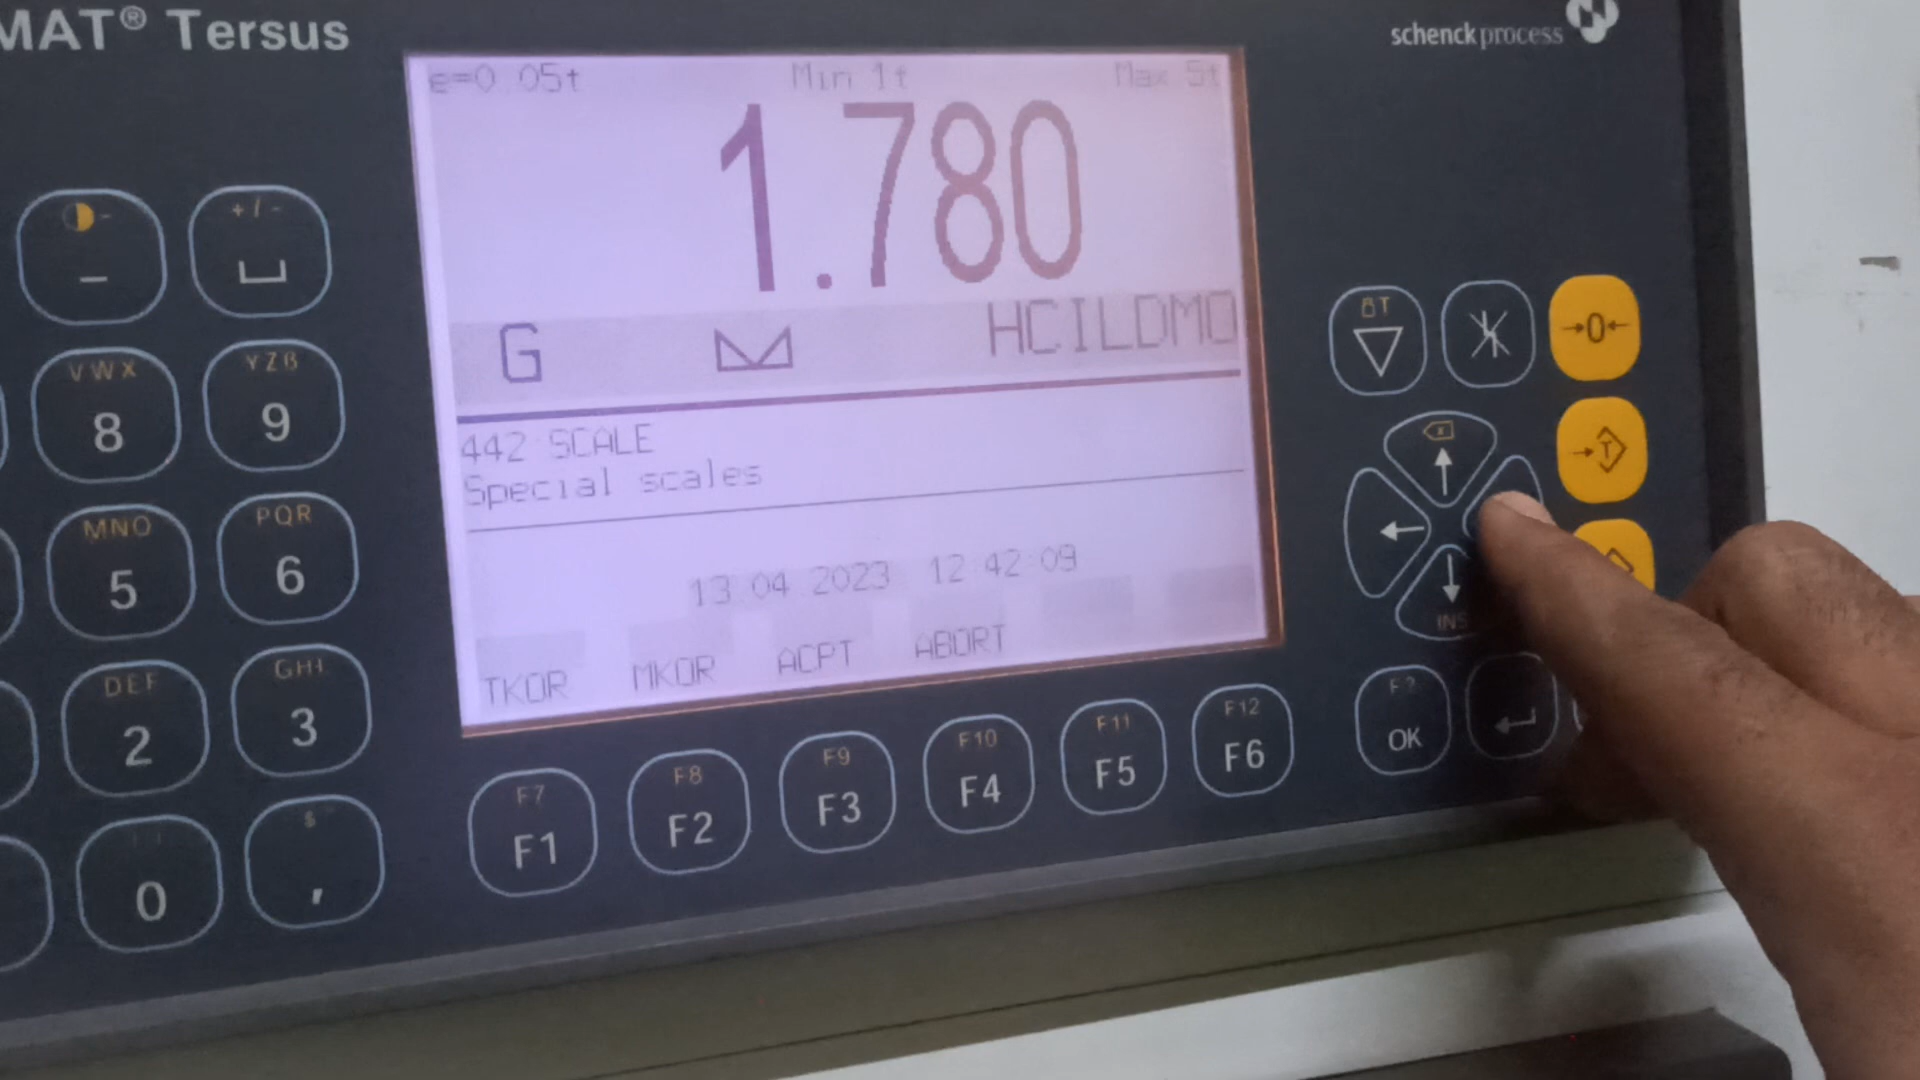 MAT® Tersus
schenck process
e=0.05t Min 1t Max 5t
1.780
G HCILDMO
442 SCALE
Special scales
13.04.2023 12:42:09
TKOR MKOR ACPT ABORT
+/-
VWX
8
YZß
9
MNO
5
PQR
6
DEF
2
GHI
3
0
,
F7
F1
F8
F2
F9
F3
F10
F4
F11
F5
F12
F6
BT
→0←
→T
INS
OK